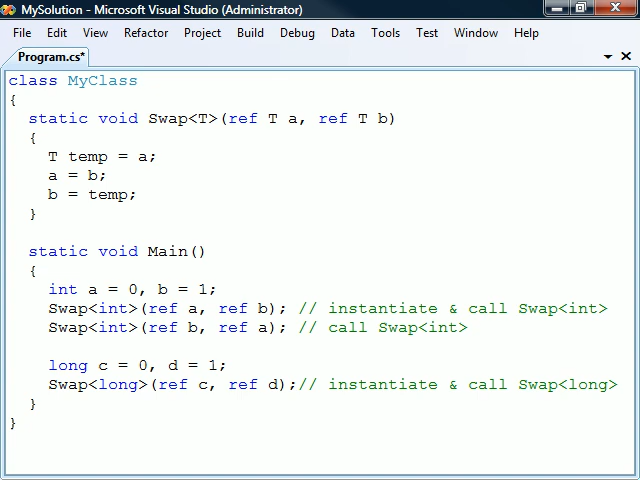 MySolution - Microsoft Visual Studio (Administrator)
File Edit View Refactor Project Build Debug Data Tools Test Window Help
Program.cs*
class MyClass
{
  static void Swap<T>(ref T a, ref T b)
  {
    T temp = a;
    a = b;
    b = temp;
  }

  static void Main()
  {
    int a = 0, b = 1;
    Swap<int>(ref a, ref b); // instantiate & call Swap<int>
    Swap<int>(ref b, ref a); // call Swap<int>

    long c = 0, d = 1;
    Swap<long>(ref c, ref d);// instantiate & call Swap<long>
  }
}